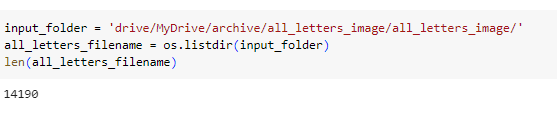 input_folder = 'drive/MyDrive/archive/all_letters_image/all_letters_image/'
all_letters_filename = os.listdir(input_folder)
len(all_letters_filename)
14190